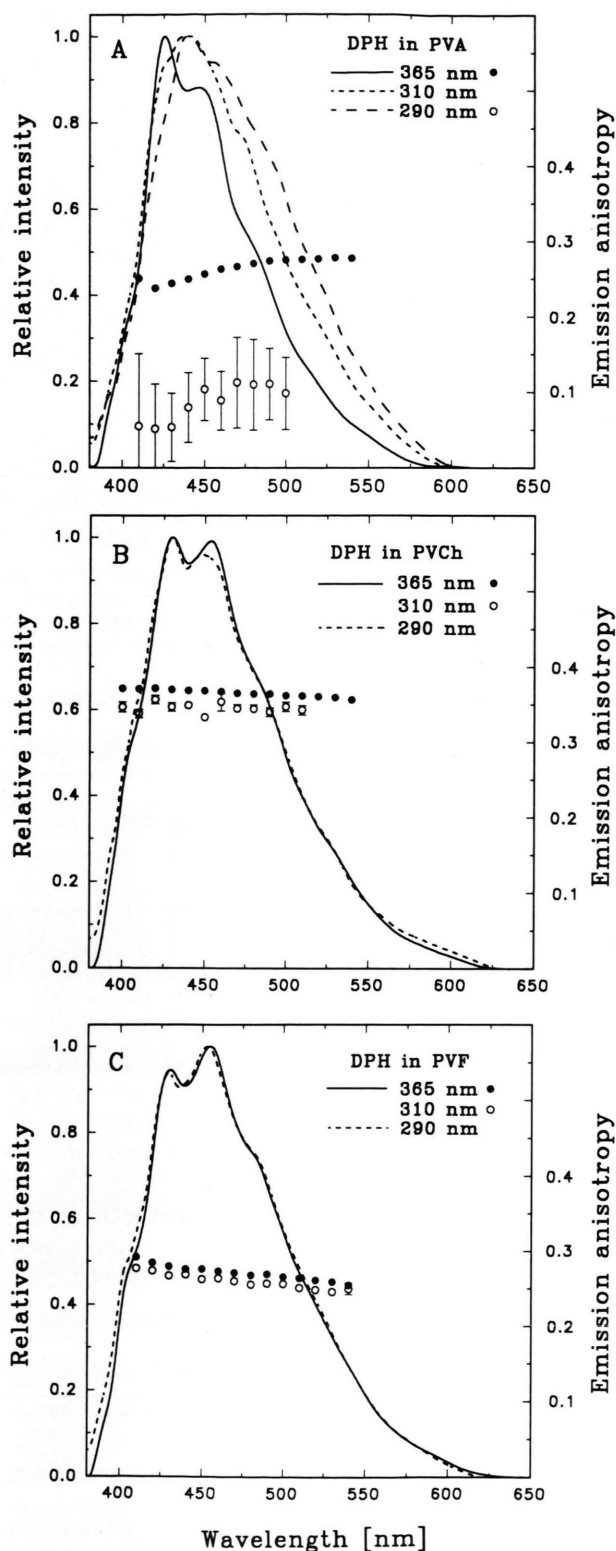 A
DPH in PVA
365 nm
310 nm
290 nm
Relative intensity
Emission anisotropy
1.0
0.8
0.6
0.4
0.2
0.0
0.4
0.3
0.2
0.1
400
450
500
550
600
650
B
DPH in PVCh
365 nm
310 nm
290 nm
Relative intensity
Emission anisotropy
1.0
0.8
0.6
0.4
0.2
0.0
0.4
0.3
0.2
0.1
400
450
500
550
600
650
C
DPH in PVF
365 nm
310 nm
290 nm
Relative intensity
Emission anisotropy
1.0
0.8
0.6
0.4
0.2
0.0
0.4
0.3
0.2
0.1
400
450
500
550
600
650
Wavelength [nm]